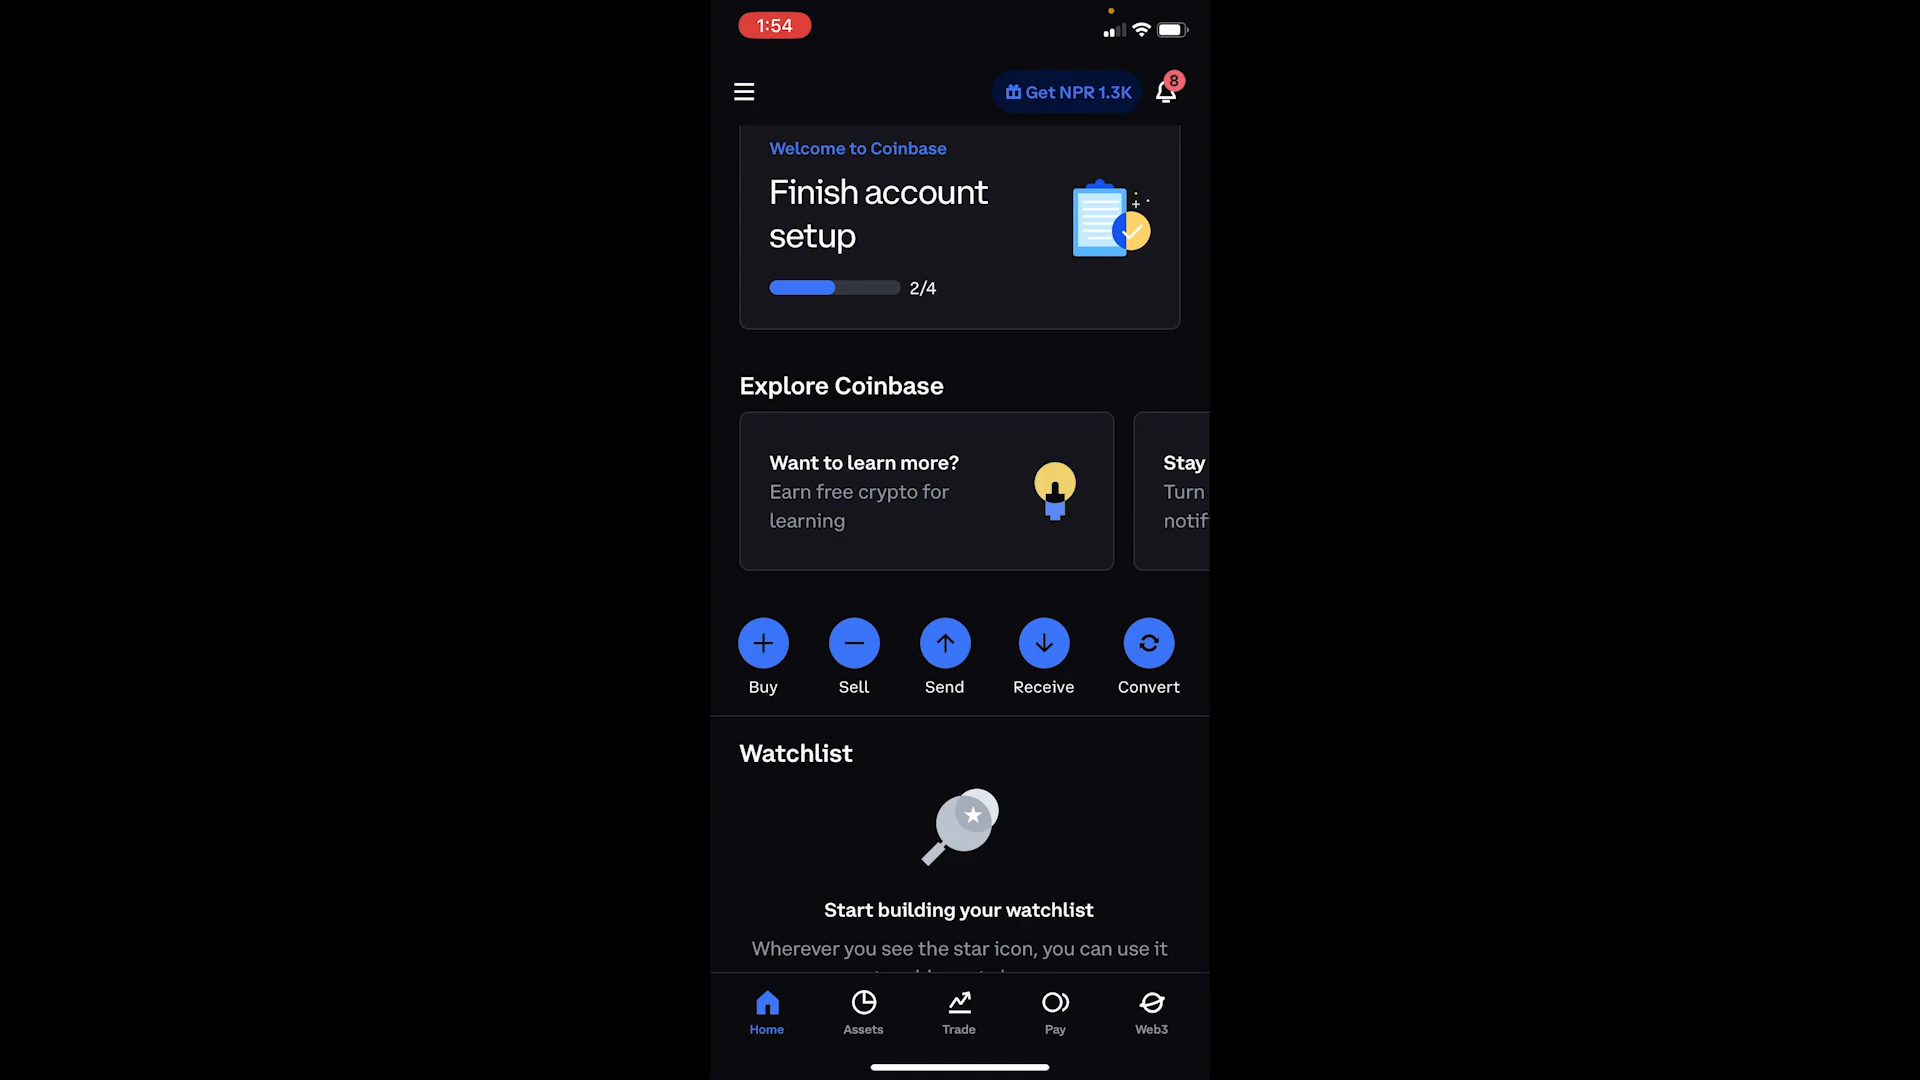 1:54
Get NPR 1.3K
8
Welcome to Coinbase
Finish account
setup
2/4
Explore Coinbase
Want to learn more?
Earn free crypto for
learning
Stay
Turn
notif
Buy
Sell
Send
Receive
Convert
Watchlist
Start building your watchlist
Wherever you see the star icon, you can use it
Home
Assets
Trade
Pay
Web3